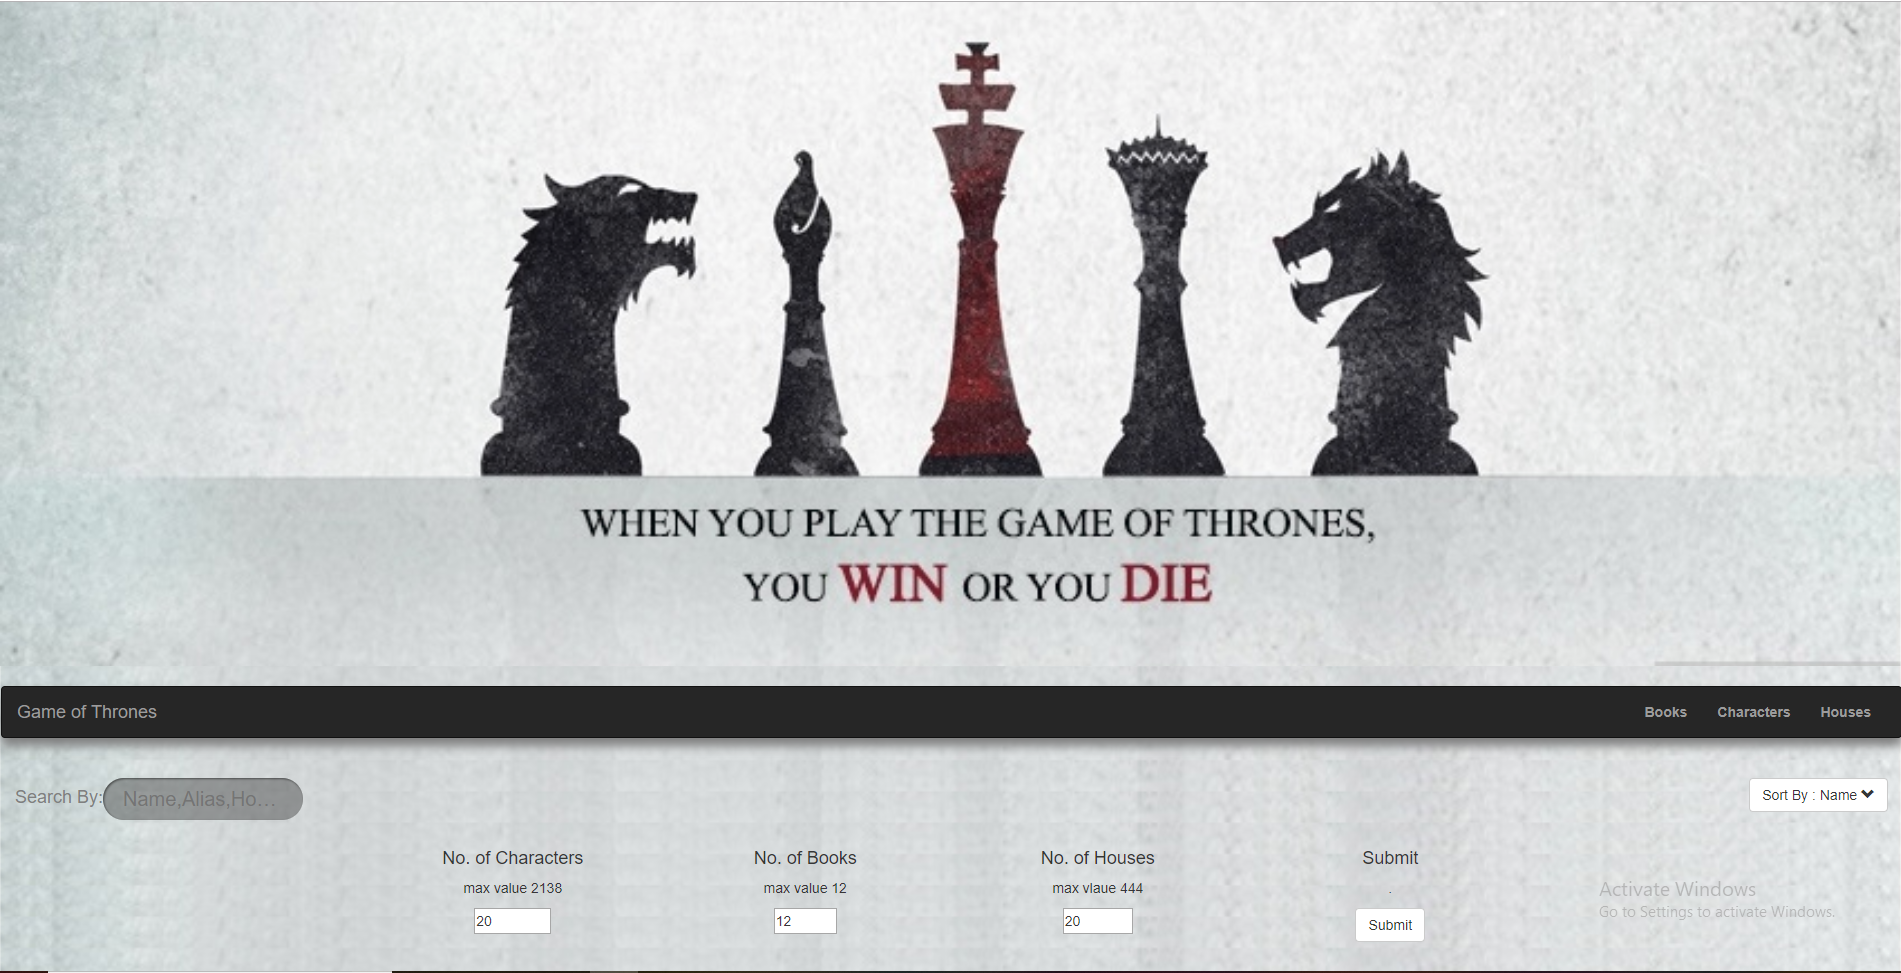 WHEN YOU PLAY THE GAME OF THRONES,
YOU WIN OR YOU DIE
Game of Thrones Books Characters Houses
Search By: Name,Alias,Ho... Sort By : Name
No. of Characters No. of Books No. of Houses Submit
max value 2138 max value 12 max vlaue 444 .
20 12 20 Submit
Activate Windows
Go to Settings to activate Windows.